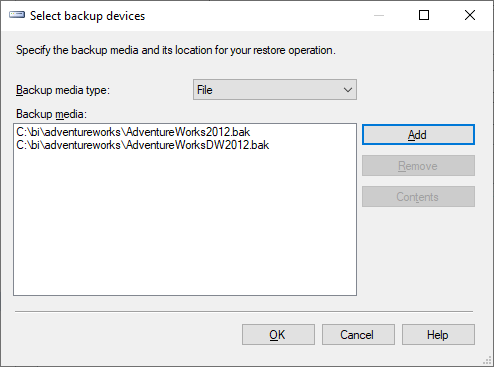 Select backup devices
Specify the backup media and its location for your restore operation.
Backup media type:
File
Backup media:
C:\bi\adventureworks\AdventureWorks2012.bak
C:\bi\adventureworks\AdventureWorksDW2012.bak
Add
Remove
Contents
OK
Cancel
Help